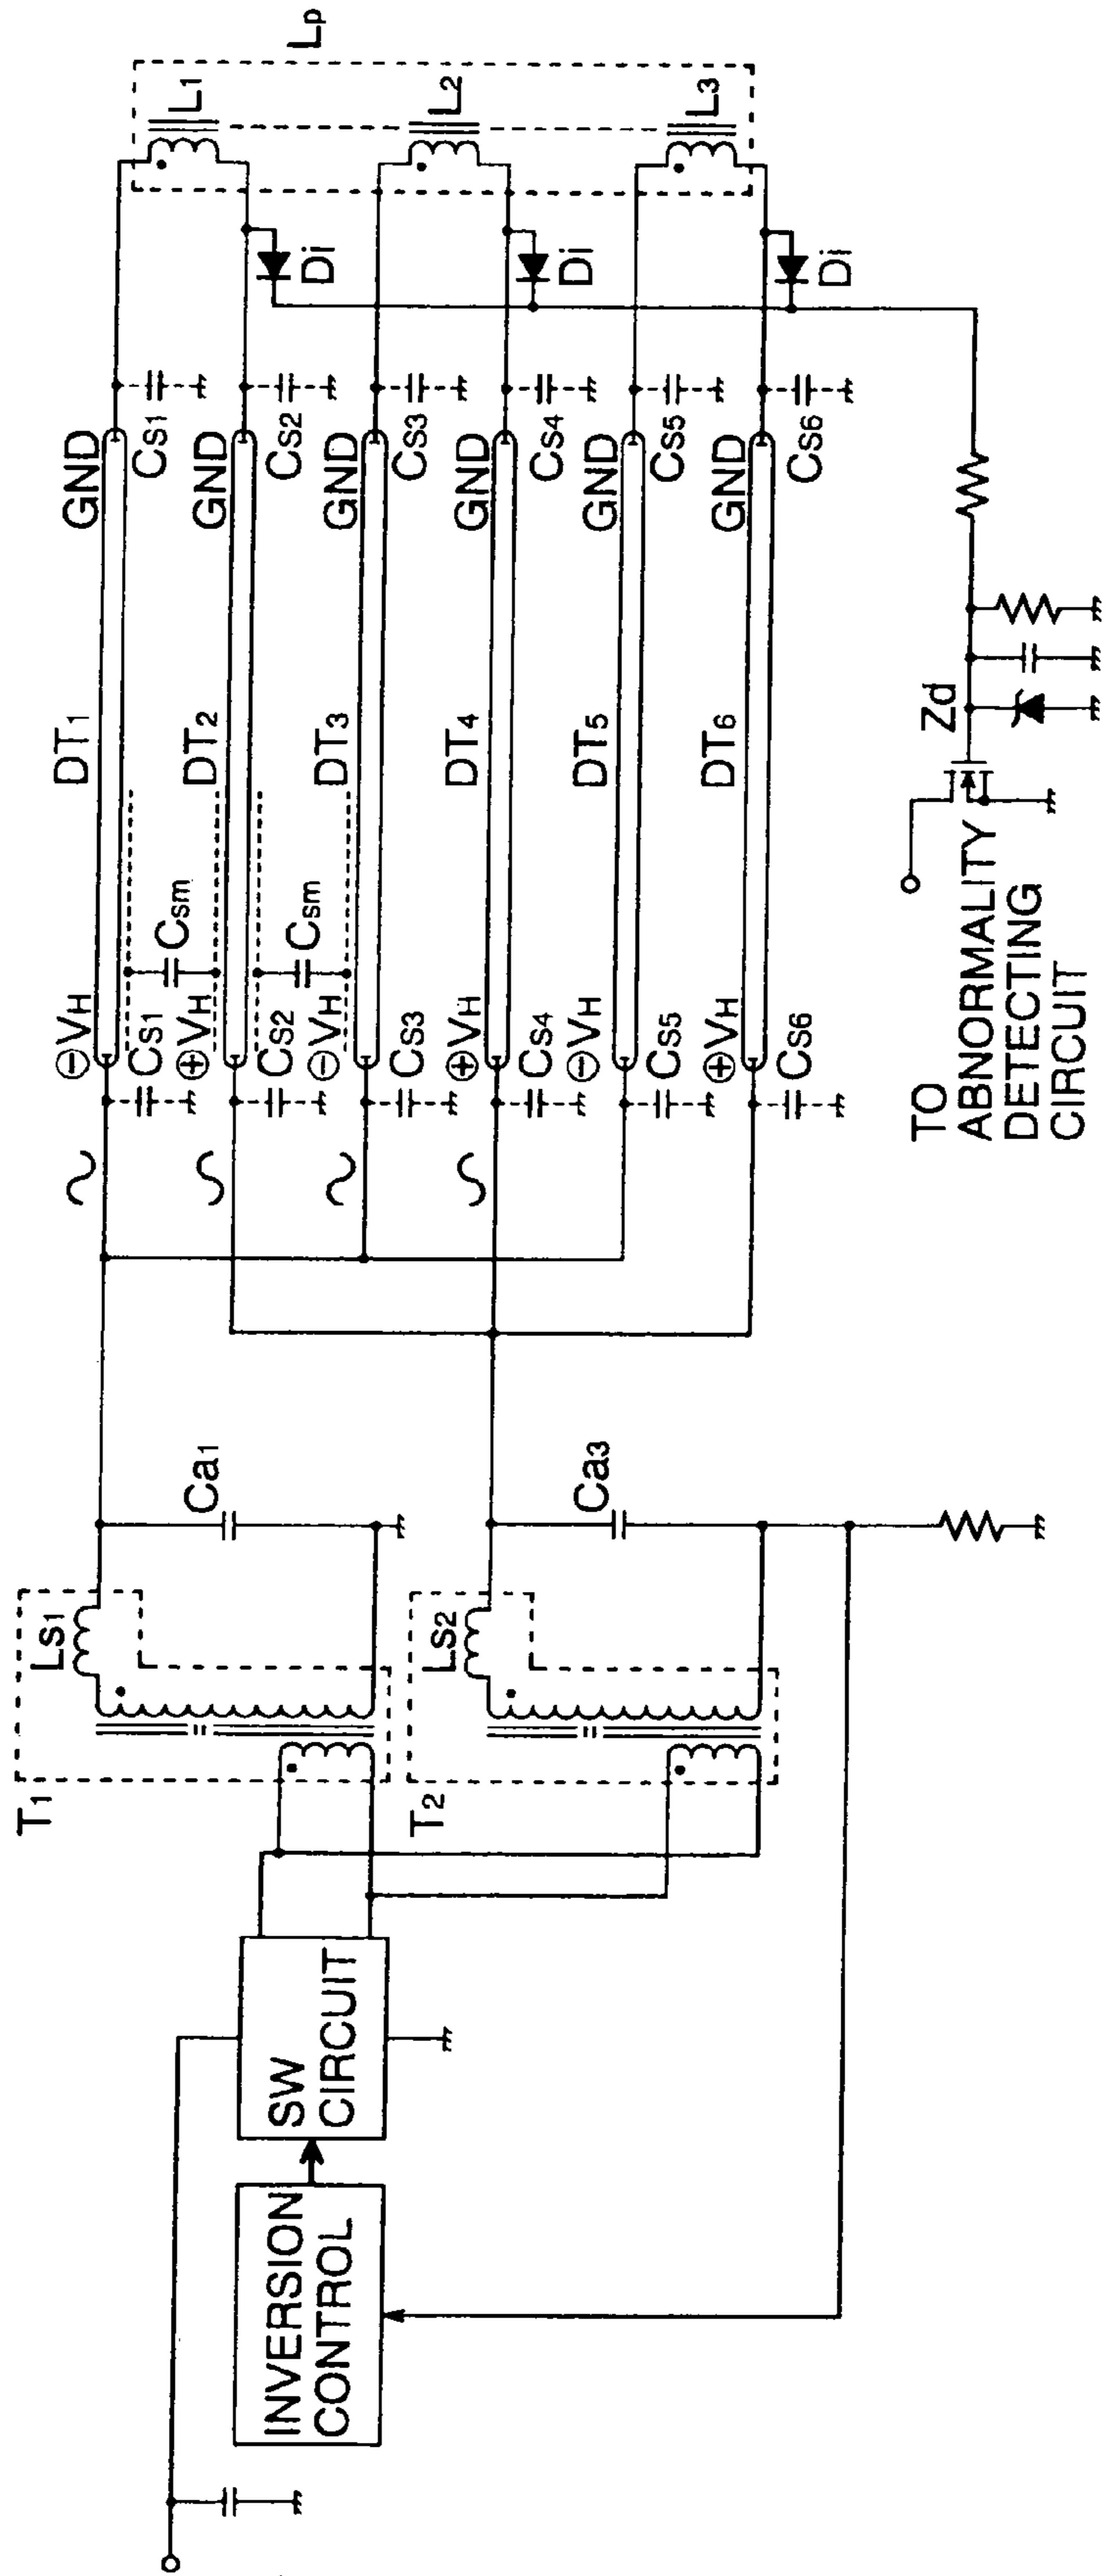 INVERSION
CONTROL
SW
CIRCUIT
T1
T2
LS1
LS2
Ca1
Ca3
⊖VH
DT1
GND
CS1
CS1
Csm
⊕VH
DT2
GND
CS2
CS2
Csm
⊖VH
DT3
GND
CS3
CS3
⊕VH
DT4
GND
CS4
CS4
⊖VH
DT5
GND
CS5
CS5
⊕VH
DT6
GND
CS6
CS6
Di
Di
Di
L1
L2
L3
Lp
Zd
TO
ABNORMALITY
DETECTING
CIRCUIT